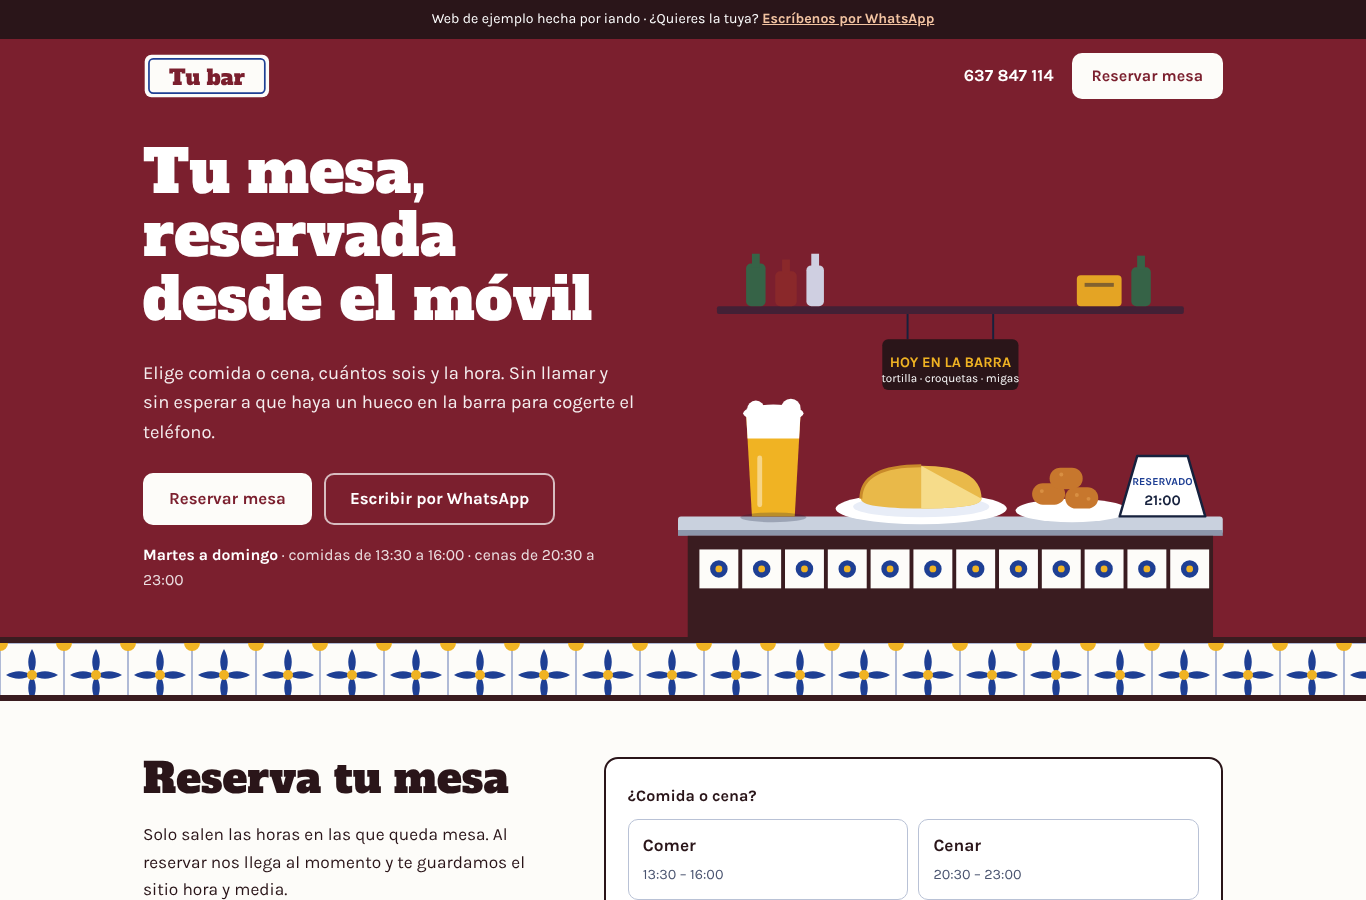 Web de ejemplo hecha por iando · ¿Quieres la tuya? Escríbenos por WhatsApp
Tu bar
637 847 114
Reservar mesa
Tu mesa,
reservada
desde el móvil
Elige comida o cena, cuántos sois y la hora. Sin llamar y
sin esperar a que haya un hueco en la barra para cogerte el
teléfono.
Reservar mesa
Escribir por WhatsApp
Martes a domingo · comidas de 13:30 a 16:00 · cenas de 20:30 a
23:00
HOY EN LA BARRA
tortilla · croquetas · migas
RESERVADO
21:00
Reserva tu mesa
Solo salen las horas en las que queda mesa. Al
reservar nos llega al momento y te guardamos el
sitio hora y media.
¿Comida o cena?
Comer
13:30 – 16:00
Cenar
20:30 – 23:00